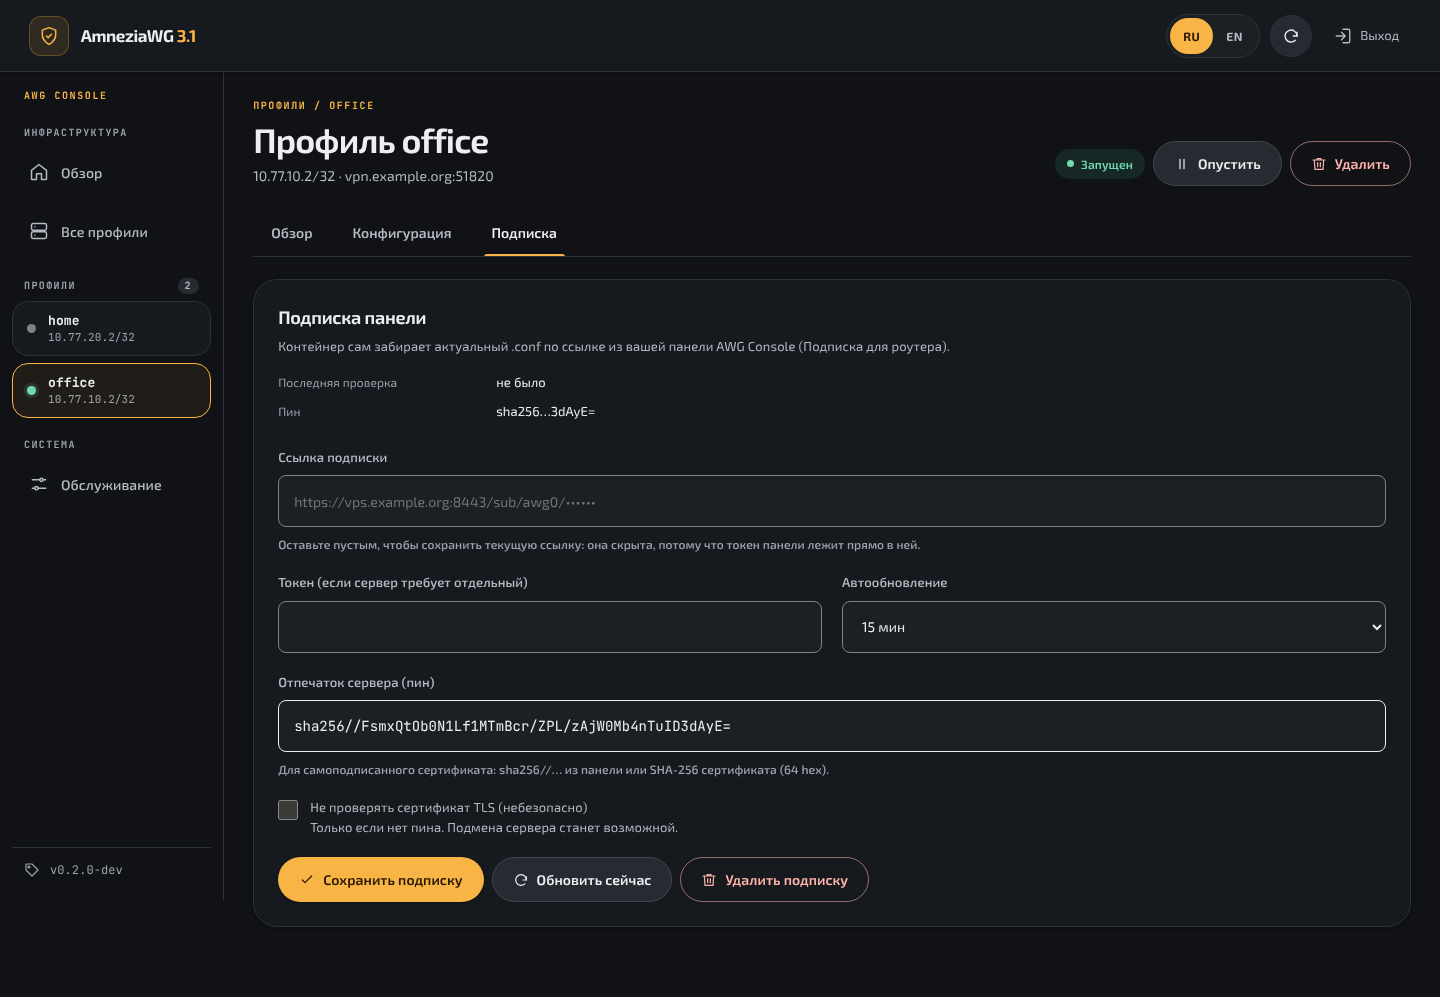 AmneziaWG 3.1
RU
EN
Выход
AWG CONSOLE
ИНФРАСТРУКТУРА
Обзор
Все профили
ПРОФИЛИ
2
home
10.77.20.2/32
office
10.77.10.2/32
СИСТЕМА
Обслуживание
v0.2.0-dev
ПРОФИЛИ / OFFICE
Профиль office
10.77.10.2/32 · vpn.example.org:51820
Запущен
Опустить
Удалить
Обзор
Конфигурация
Подписка
Подписка панели
Контейнер сам забирает актуальный .conf по ссылке из вашей панели AWG Console (Подписка для роутера).
Последняя проверка
не было
Пин
sha256…3dAyE=
Ссылка подписки
https://vps.example.org:8443/sub/awg0/••••••
Оставьте пустым, чтобы сохранить текущую ссылку: она скрыта, потому что токен панели лежит прямо в ней.
Токен (если сервер требует отдельный)
Автообновление
15 мин
Отпечаток сервера (пин)
sha256//FsmxQtOb0N1Lf1MTmBcr/ZPL/zAjW0Mb4nTuID3dAyE=
Для самоподписанного сертификата: sha256//… из панели или SHA-256 сертификата (64 hex).
Не проверять сертификат TLS (небезопасно)
Только если нет пина. Подмена сервера станет возможной.
Сохранить подписку
Обновить сейчас
Удалить подписку